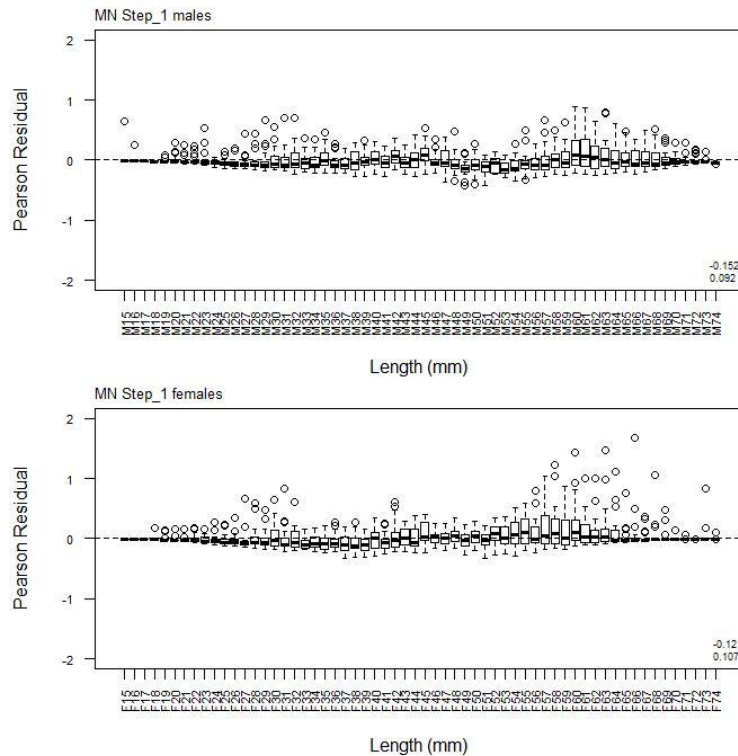 MN Step_1 males
Pearson Residual
2
1
0
-1
-2
-0.152
0.092
M15 M16 M17 M18 M19 M20 M21 M22 M23 M24 M25 M26 M27 M28 M29 M30 M31 M32 M33 M34 M35 M36 M37 M38 M39 M40 M41 M42 M43 M44 M45 M46 M47 M48 M49 M50 M51 M52 M53 M54 M55 M56 M57 M58 M59 M60 M61 M62 M63 M64 M65 M66 M67 M68 M69 M70 M71 M72 M73 M74
Length (mm)
MN Step_1 females
Pearson Residual
2
1
0
-1
-2
-0.12
0.107
F15 F16 F17 F18 F19 F20 F21 F22 F23 F24 F25 F26 F27 F28 F29 F30 F31 F32 F33 F34 F35 F36 F37 F38 F39 F40 F41 F42 F43 F44 F45 F46 F47 F48 F49 F50 F51 F52 F53 F54 F55 F56 F57 F58 F59 F60 F61 F62 F63 F64 F65 F66 F67 F68 F69 F70 F71 F72 F73 F74
Length (mm)